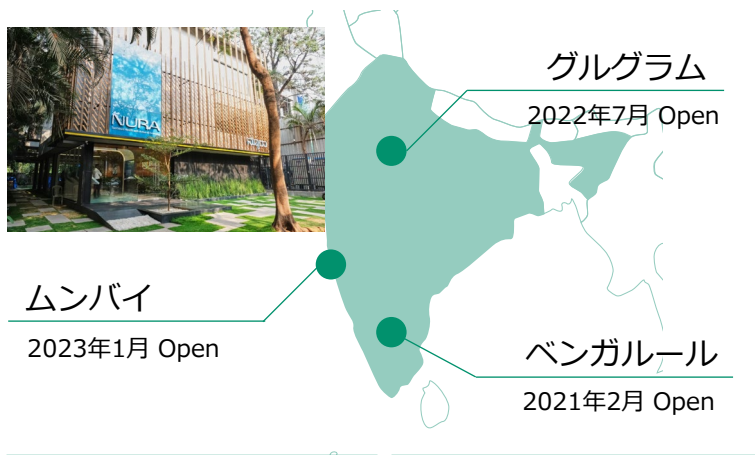 NURA
グルグラム
2022年7月 Open
ムンバイ
2023年1月 Open
ベンガルール
2021年2月 Open